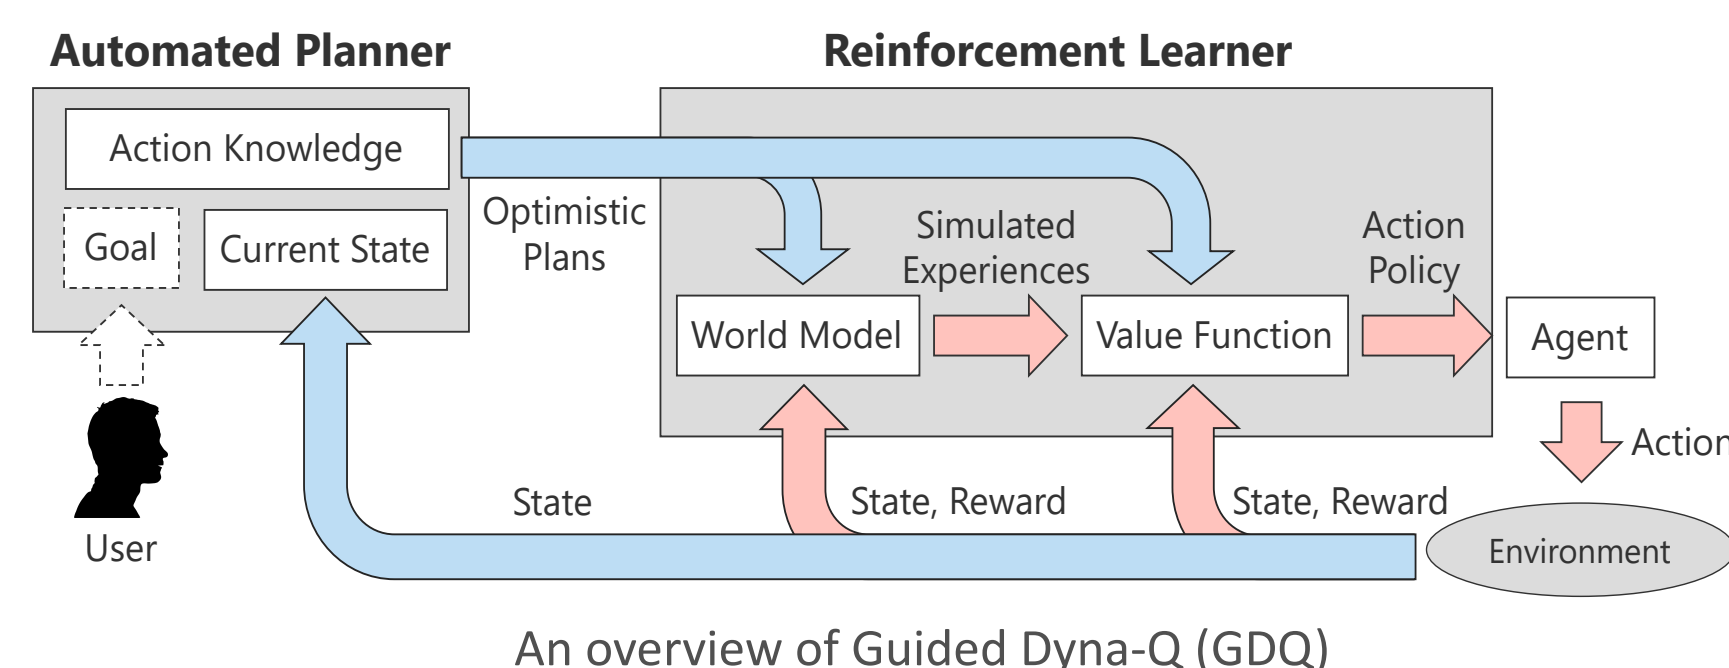 Automated Planner
Reinforcement Learner
Action Knowledge
Goal
Current State
Optimistic
Plans
Simulated
Experiences
Action
Policy
World Model
Value Function
Agent
Action
State
State, Reward
State, Reward
User
Environment
An overview of Guided Dyna-Q (GDQ)